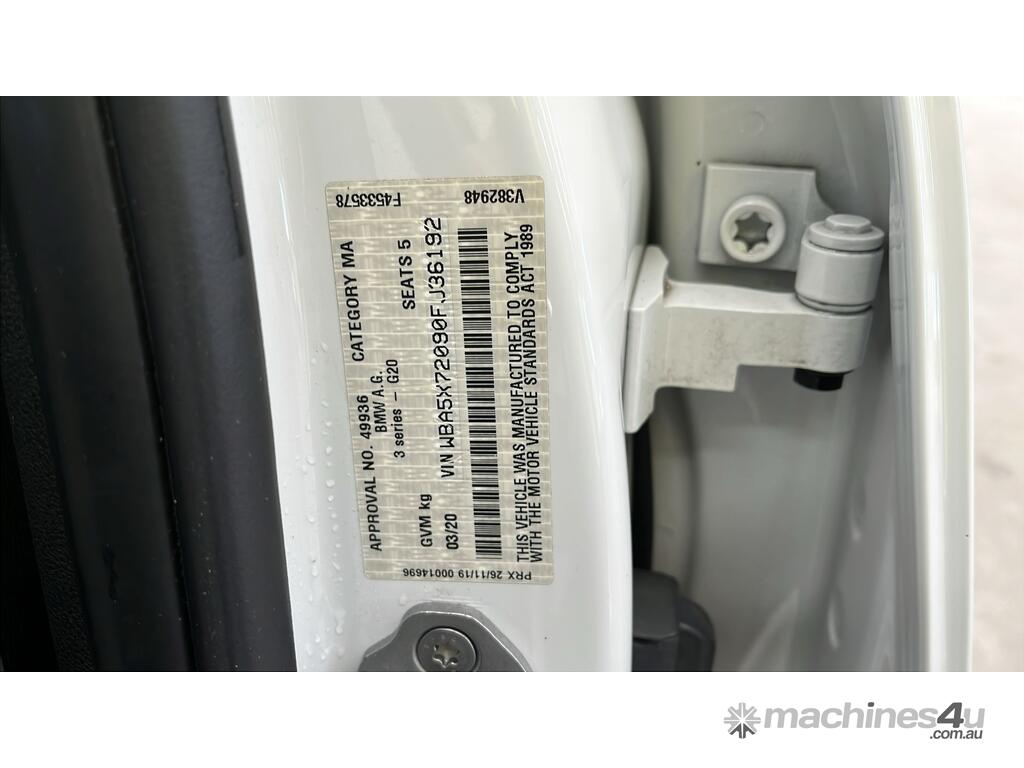 F4533578 V382948
APPROVAL NO. 49936 CATEGORY MA
BMW A.G.
3 series – G20
GVM kg SEATS 5
03/20 VIN WBA5X72090FJ36192
THIS VEHICLE WAS MANUFACTURED TO COMPLY
WITH THE MOTOR VEHICLE STANDARDS ACT 1989
PRX 26/11/19 00014696
machines4u
.com.au